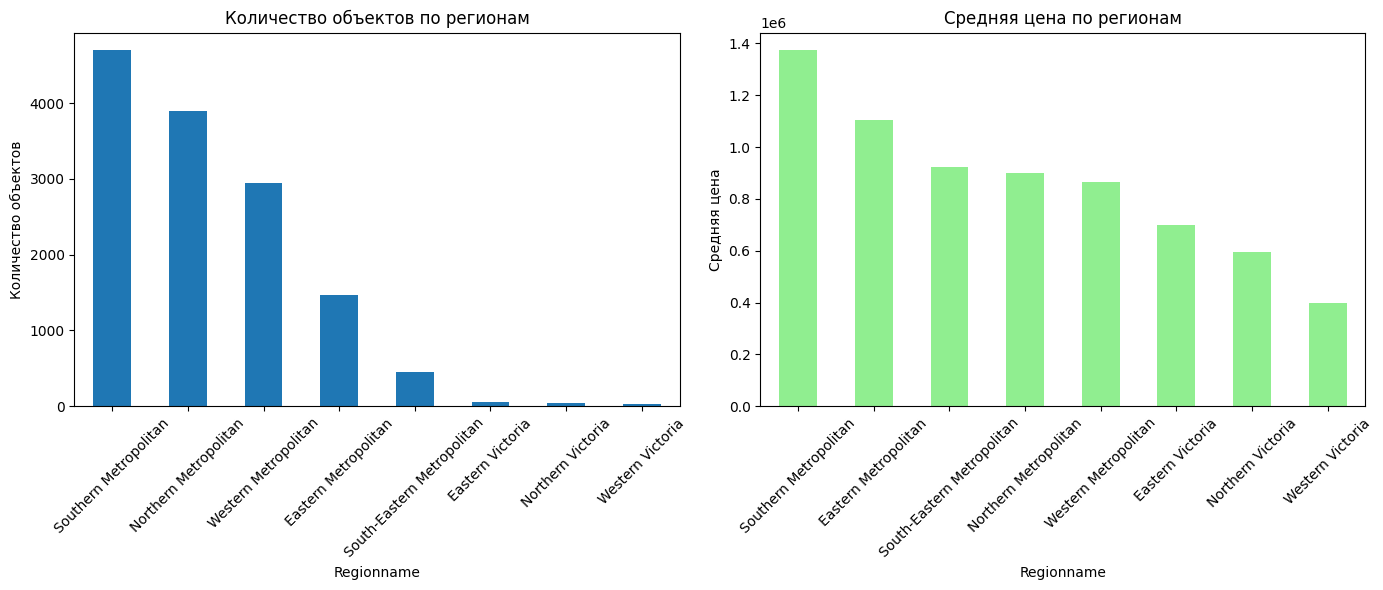 Количество объектов по регионам
Количество объектов
4000
3000
2000
1000
0
Southern Metropolitan
Northern Metropolitan
Western Metropolitan
Eastern Metropolitan
South-Eastern Metropolitan
Eastern Victoria
Northern Victoria
Western Victoria
Regionname
Средняя цена по регионам
1e6
Средняя цена
1.4
1.2
1.0
0.8
0.6
0.4
0.2
0.0
Southern Metropolitan
Eastern Metropolitan
South-Eastern Metropolitan
Northern Metropolitan
Western Metropolitan
Eastern Victoria
Northern Victoria
Western Victoria
Regionname